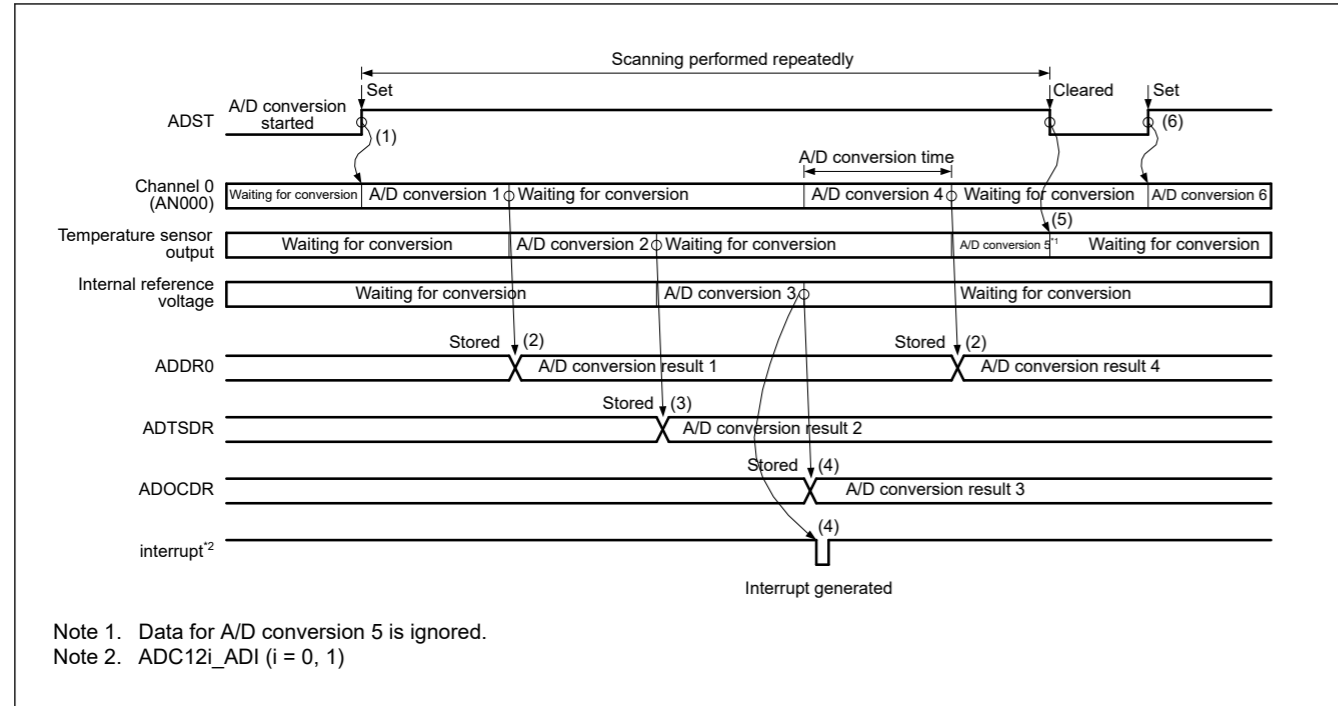 Scanning performed repeatedly
Set
Cleared
Set
ADST
A/D conversion
started
(1)
(6)
A/D conversion time
Channel 0
(AN000)
Waiting for conversion
A/D conversion 1
Waiting for conversion
A/D conversion 4
Waiting for conversion
A/D conversion 6
(5)
Temperature sensor
output
Waiting for conversion
A/D conversion 2
Waiting for conversion
A/D conversion 5*1
Waiting for conversion
Internal reference
voltage
Waiting for conversion
A/D conversion 3
Waiting for conversion
Stored (2)
Stored (2)
ADDR0
A/D conversion result 1
A/D conversion result 4
Stored (3)
ADTSDR
A/D conversion result 2
Stored (4)
ADOCDR
A/D conversion result 3
(4)
interrupt*2
Interrupt generated
Note 1. Data for A/D conversion 5 is ignored.
Note 2. ADC12i_ADI (i = 0, 1)